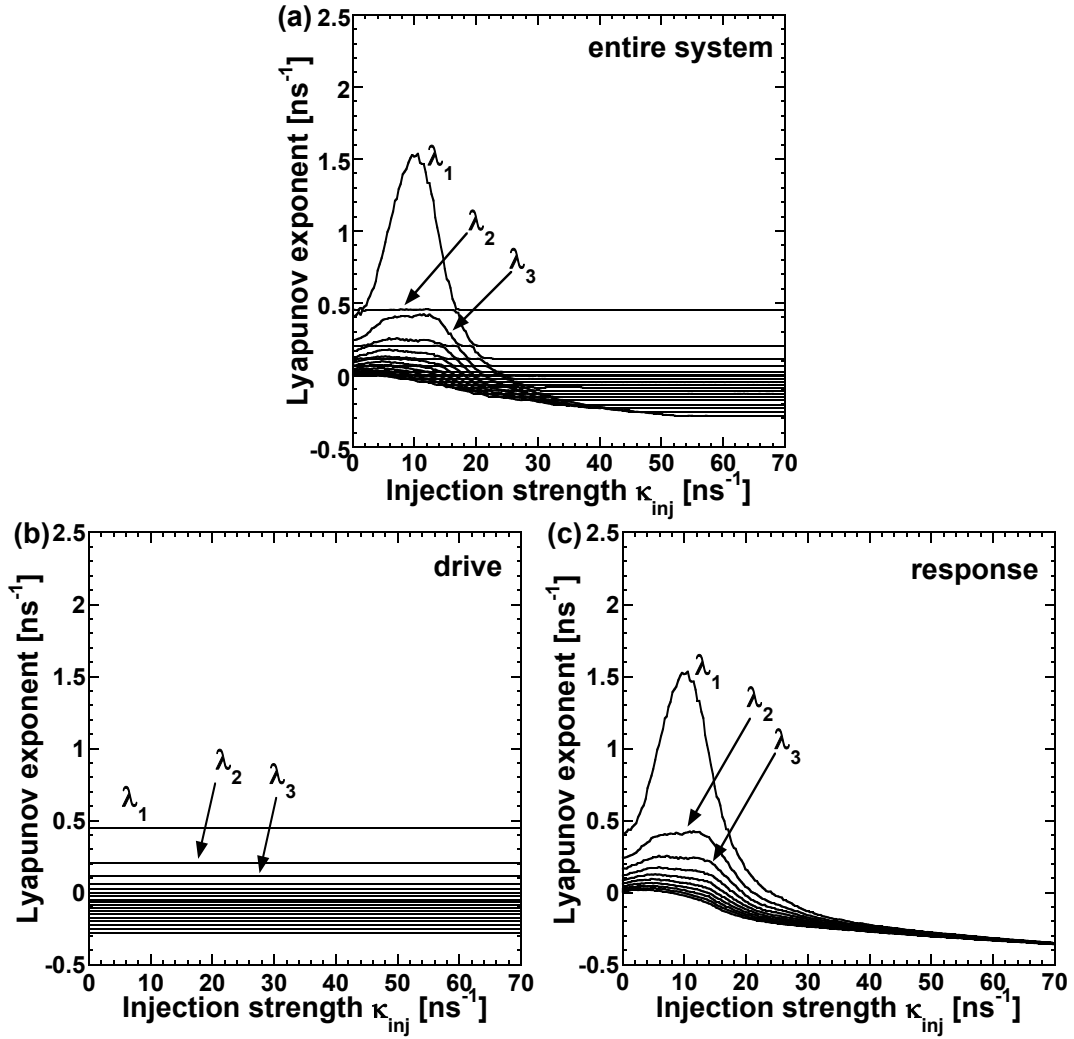 (a)
entire system
Lyapunov exponent [ns⁻¹]
2.5
2
1.5
1
0.5
0
-0.5
λ₁
λ₂
λ₃
0 10 20 30 40 50 60 70
Injection strength κ_inj [ns⁻¹]
(b)
drive
Lyapunov exponent [ns⁻¹]
2.5
2
1.5
1
0.5
0
-0.5
λ₁
λ₂
λ₃
0 10 20 30 40 50 60 70
Injection strength κ_inj [ns⁻¹]
(c)
response
Lyapunov exponent [ns⁻¹]
2.5
2
1.5
1
0.5
0
-0.5
λ₁
λ₂
λ₃
0 10 20 30 40 50 60 70
Injection strength κ_inj [ns⁻¹]